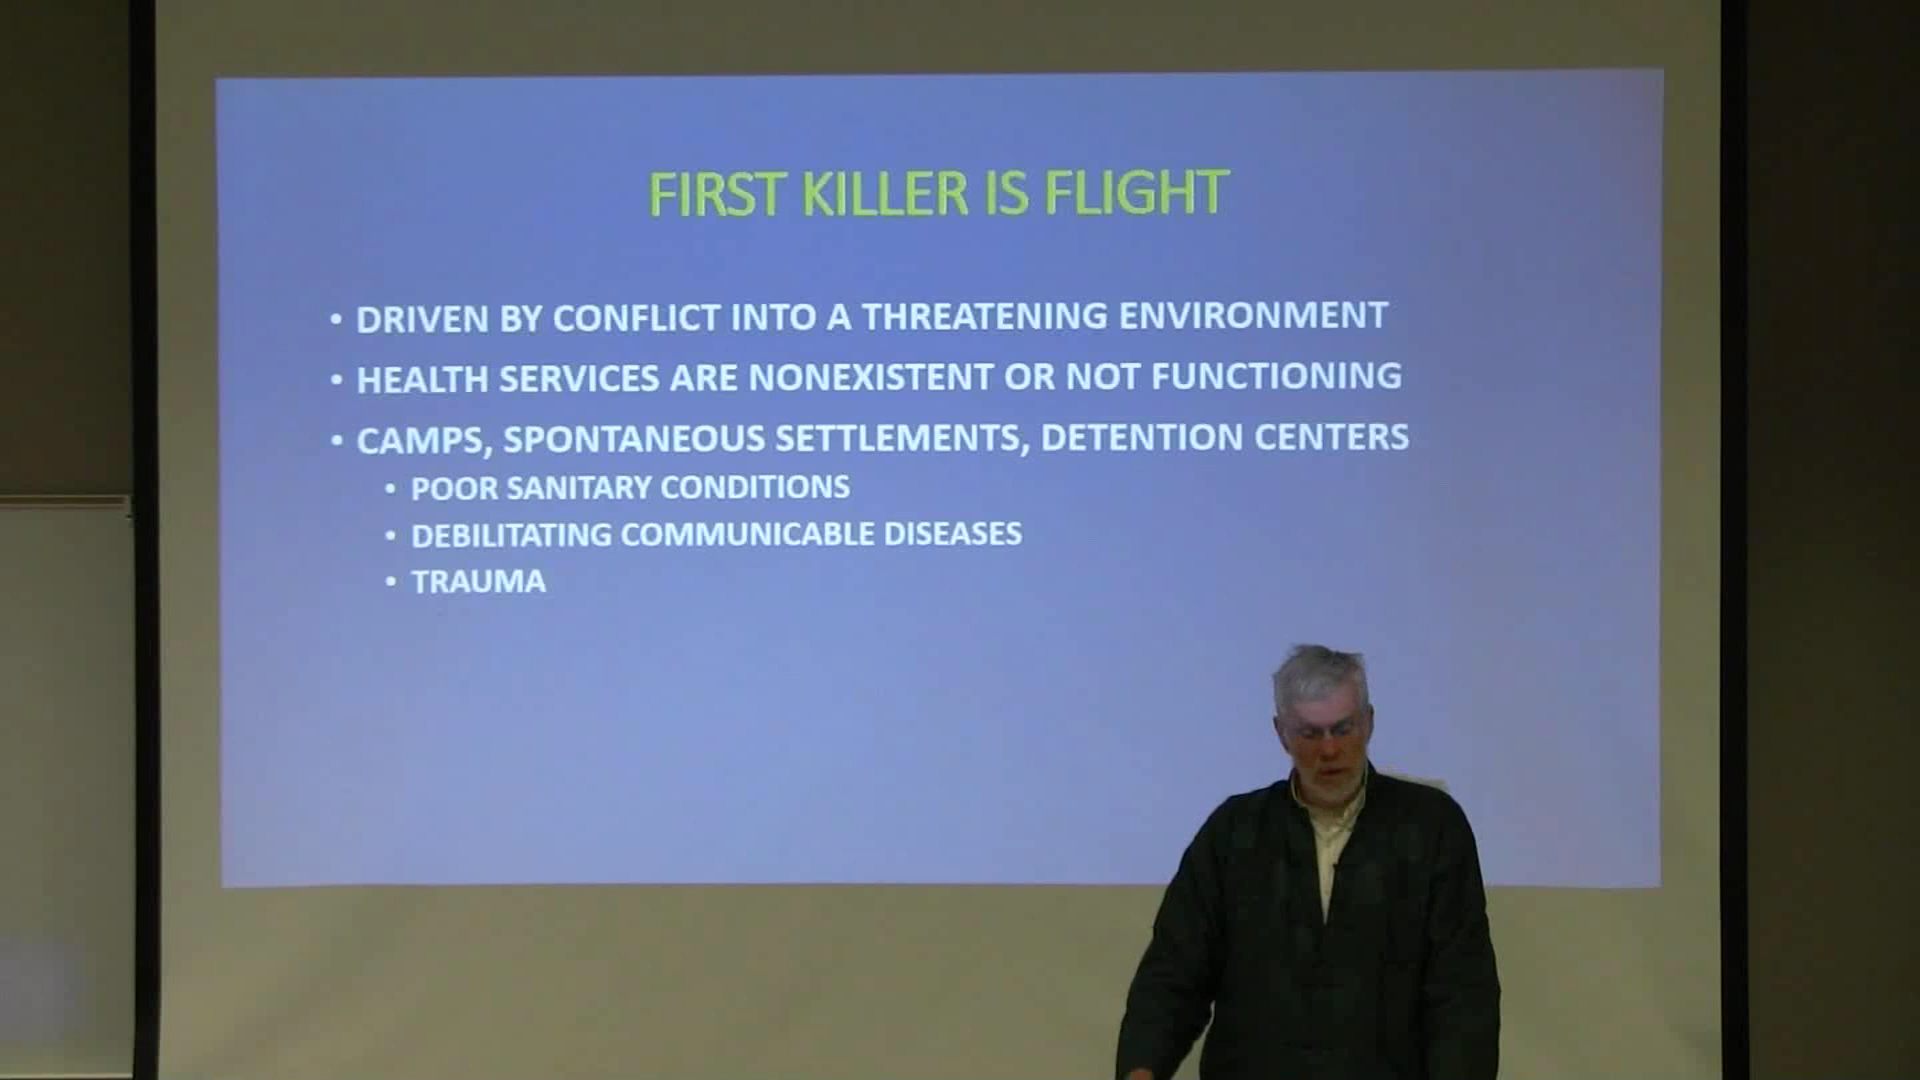 FIRST KILLER IS FLIGHT
• DRIVEN BY CONFLICT INTO A THREATENING ENVIRONMENT
• HEALTH SERVICES ARE NONEXISTENT OR NOT FUNCTIONING
• CAMPS, SPONTANEOUS SETTLEMENTS, DETENTION CENTERS
• POOR SANITARY CONDITIONS
• DEBILITATING COMMUNICABLE DISEASES
• TRAUMA